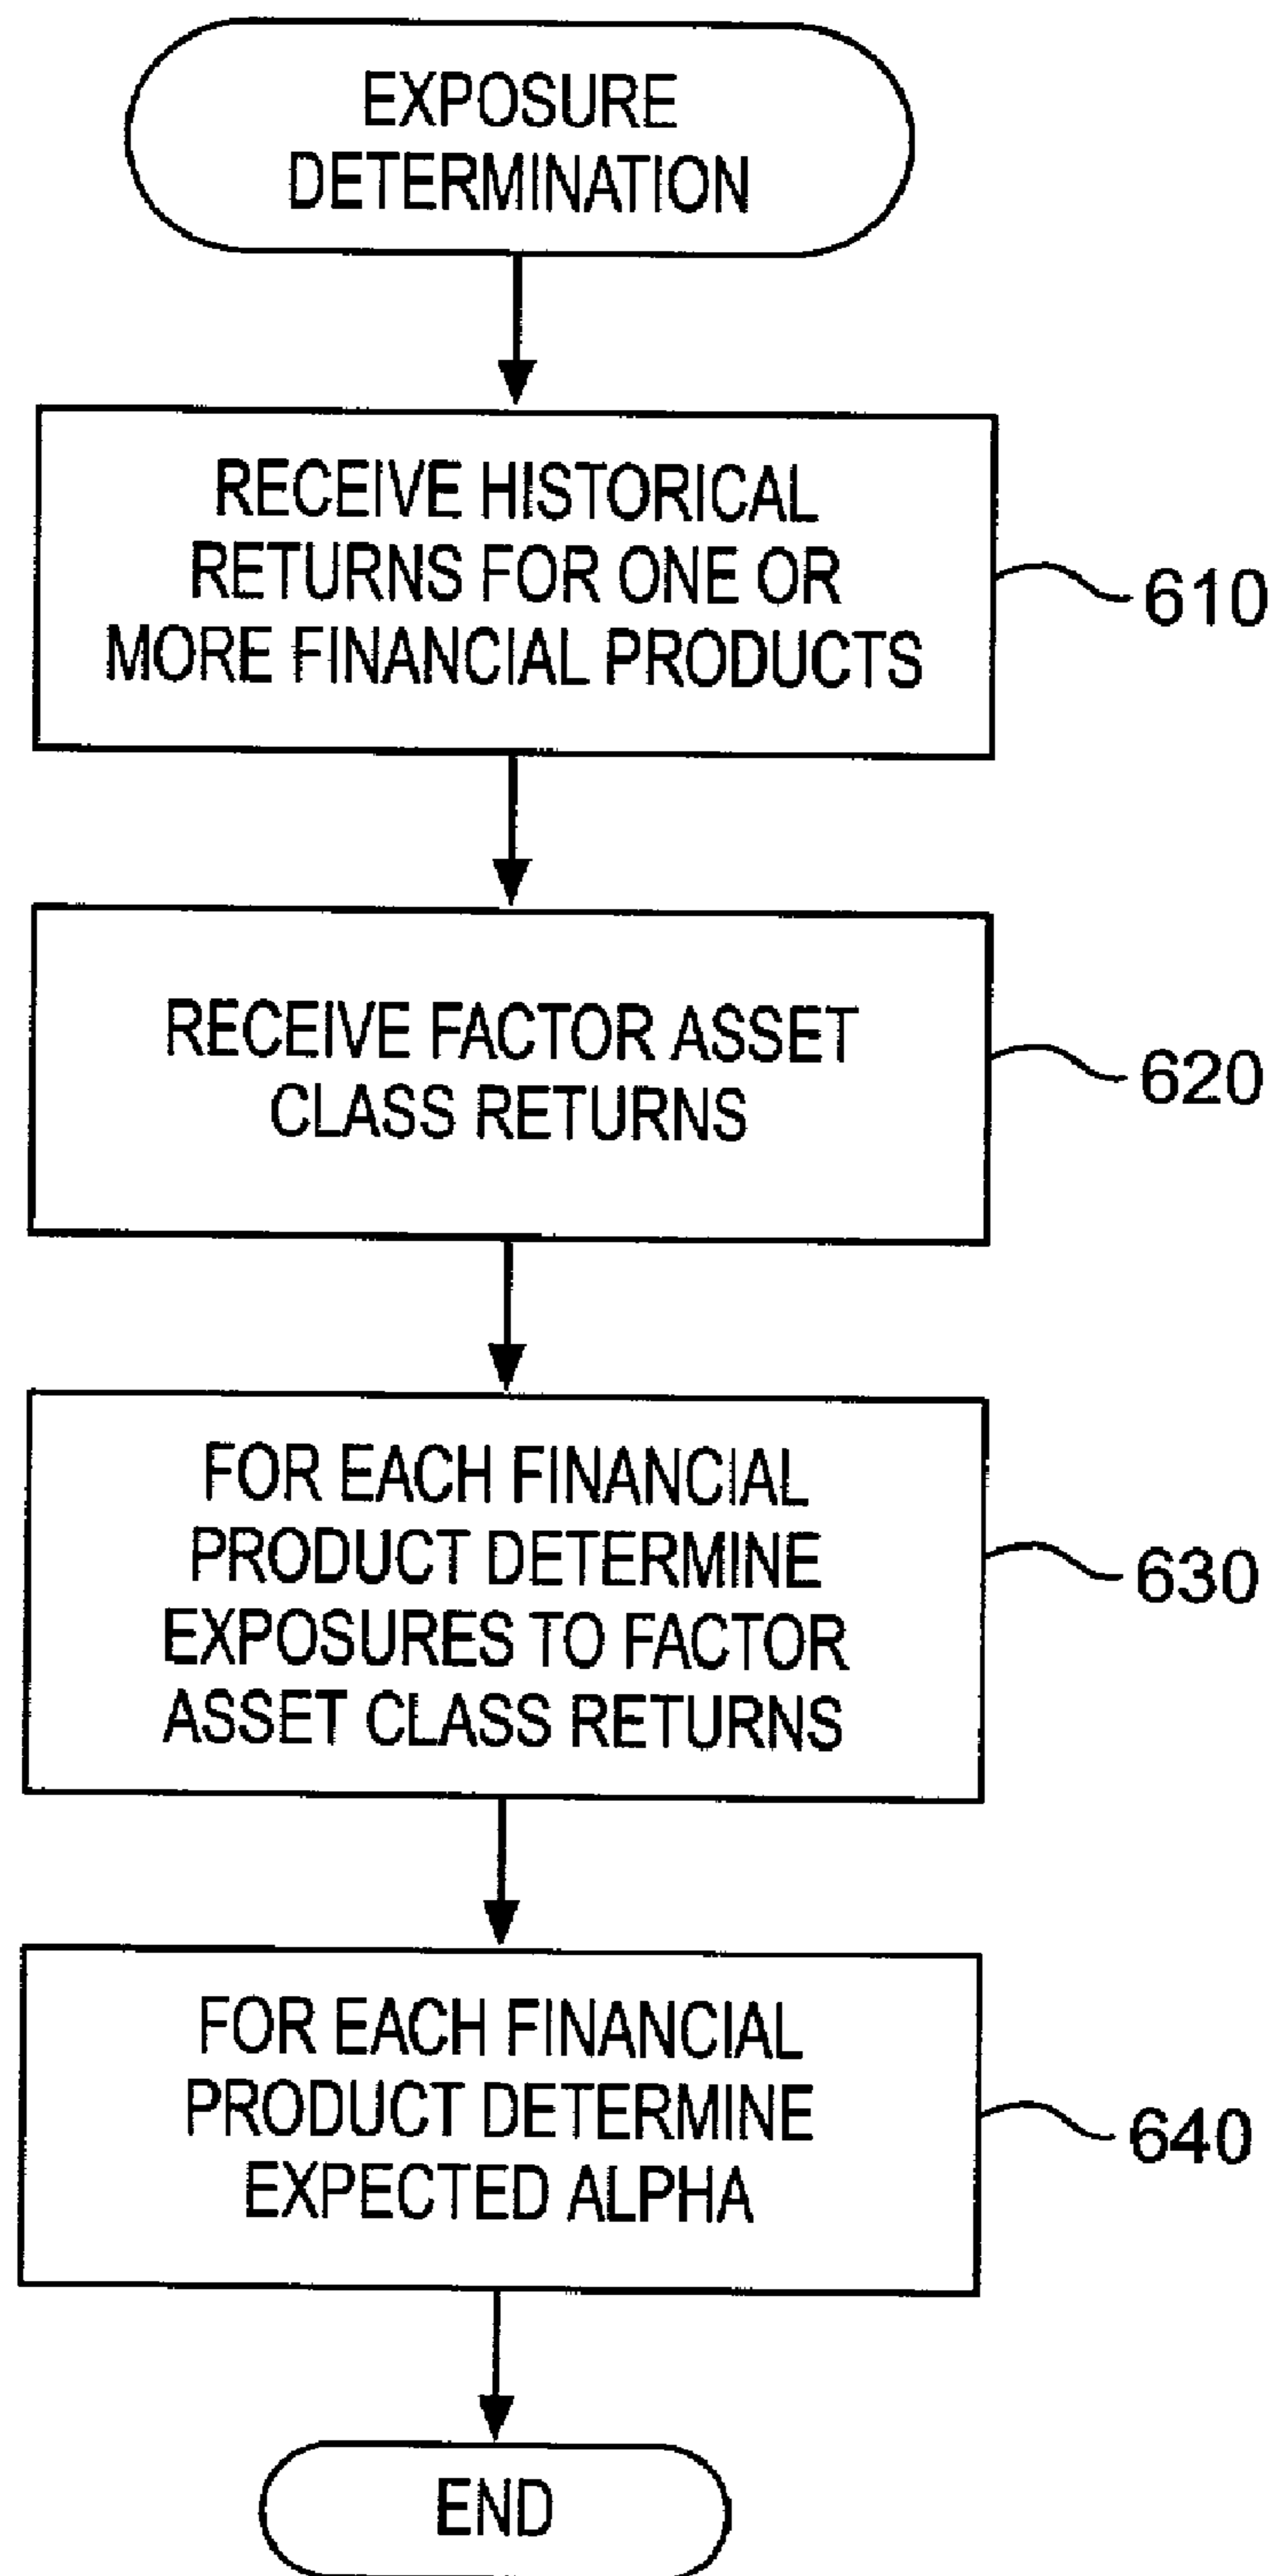 EXPOSURE
DETERMINATION
RECEIVE HISTORICAL
RETURNS FOR ONE OR
MORE FINANCIAL PRODUCTS
610
RECEIVE FACTOR ASSET
CLASS RETURNS
620
FOR EACH FINANCIAL
PRODUCT DETERMINE
EXPOSURES TO FACTOR
ASSET CLASS RETURNS
630
FOR EACH FINANCIAL
PRODUCT DETERMINE
EXPECTED ALPHA
640
END